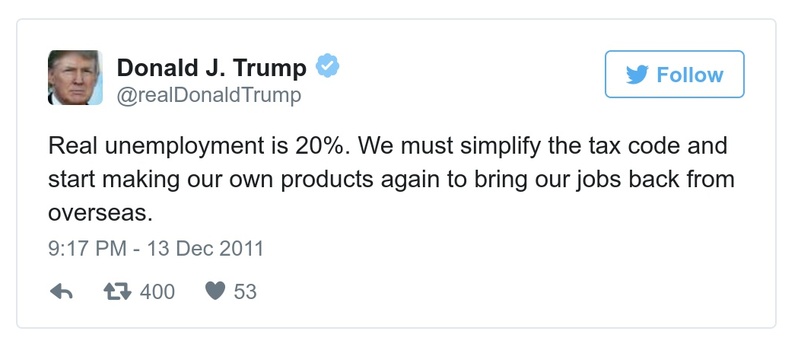 Donald J. Trump
@realDonaldTrump
Follow
Real unemployment is 20%. We must simplify the tax code and
start making our own products again to bring our jobs back from
overseas.
9:17 PM - 13 Dec 2011
400 53